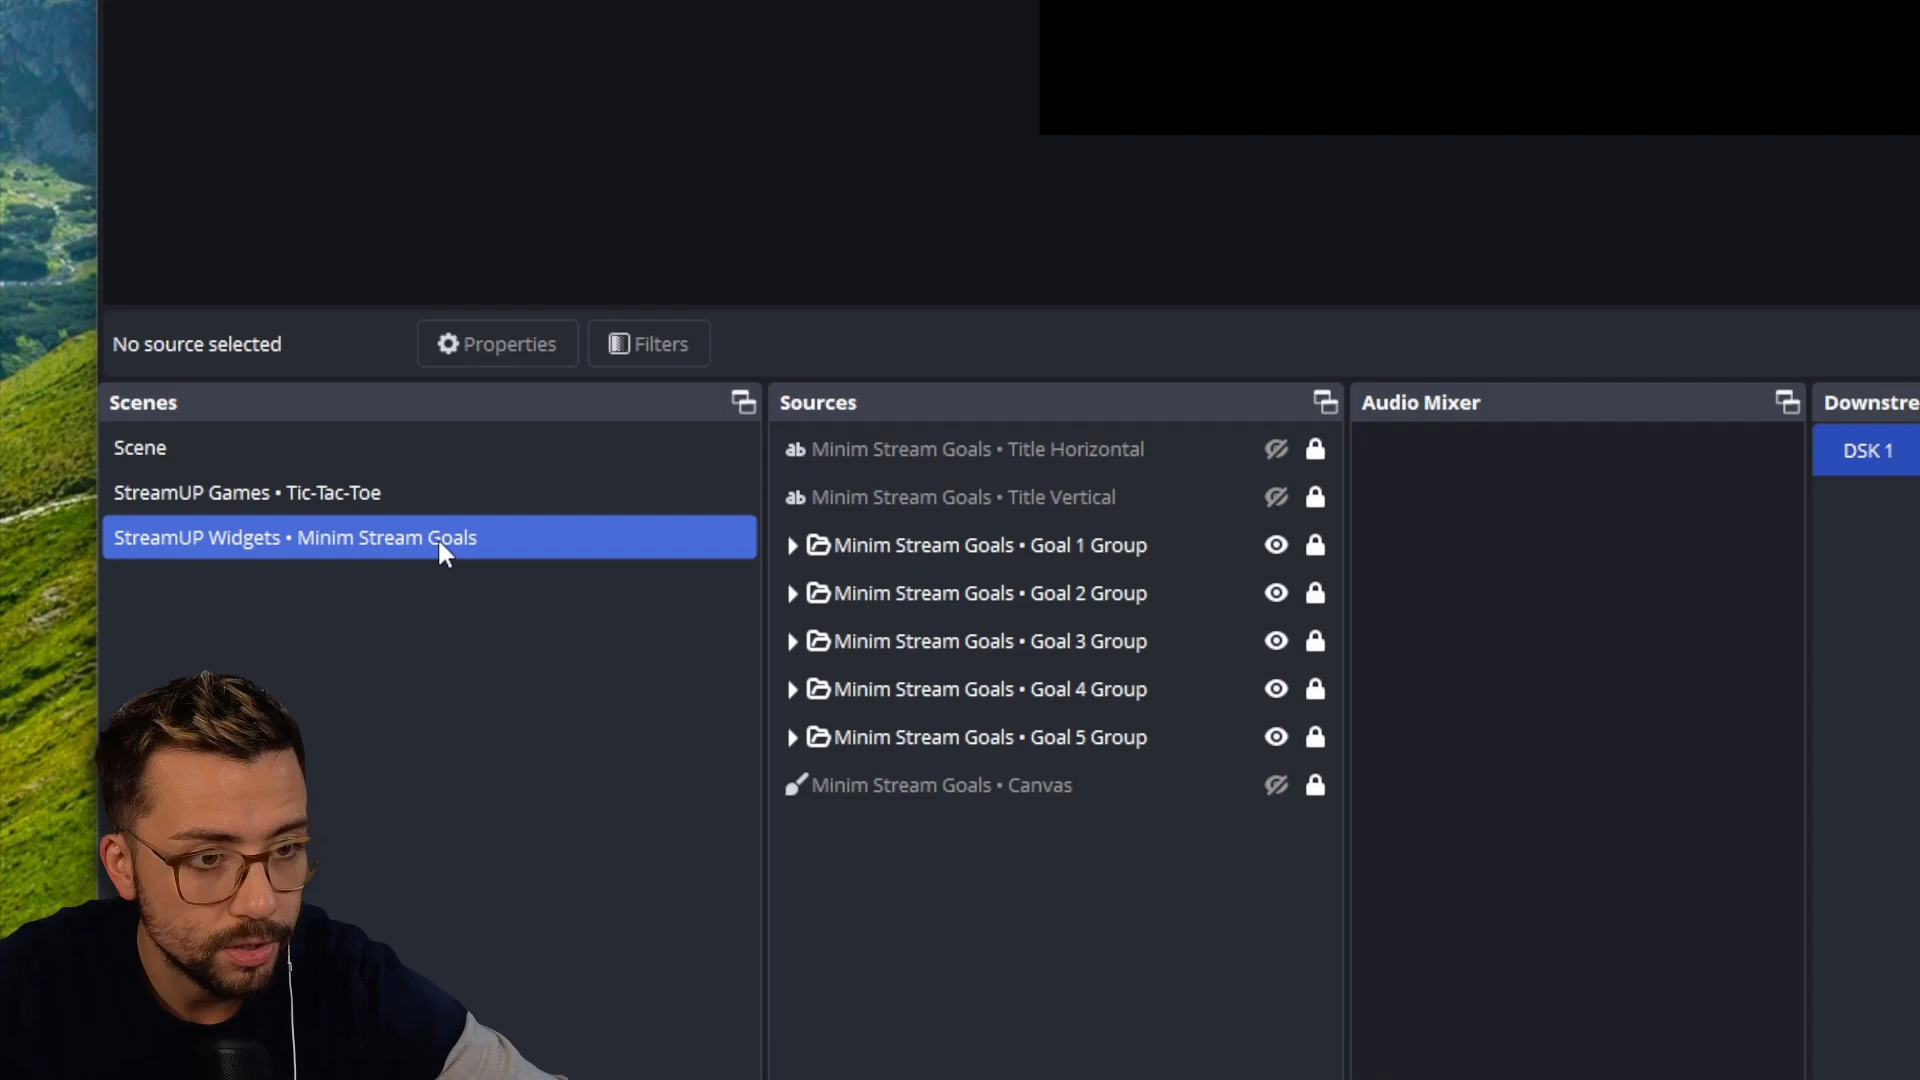 No source selected
Properties
Filters
Scenes
Scene
StreamUP Games • Tic-Tac-Toe
StreamUP Widgets • Minim Stream Goals
Sources
ab Minim Stream Goals • Title Horizontal
ab Minim Stream Goals • Title Vertical
Minim Stream Goals • Goal 1 Group
Minim Stream Goals • Goal 2 Group
Minim Stream Goals • Goal 3 Group
Minim Stream Goals • Goal 4 Group
Minim Stream Goals • Goal 5 Group
Minim Stream Goals • Canvas
Audio Mixer
Downstre
DSK 1